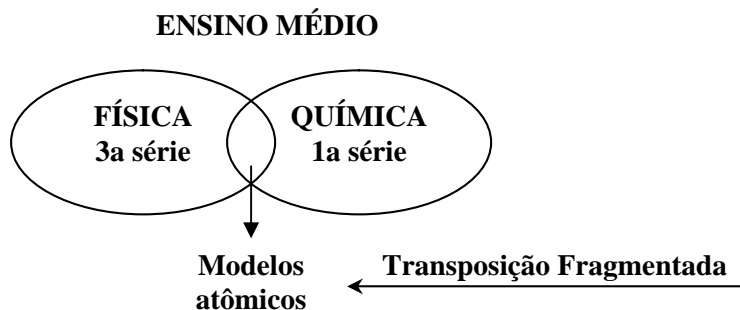 ENSINO MÉDIO
FÍSICA
3a série
QUÍMICA
1a série
Modelos
atômicos
Transposição Fragmentada